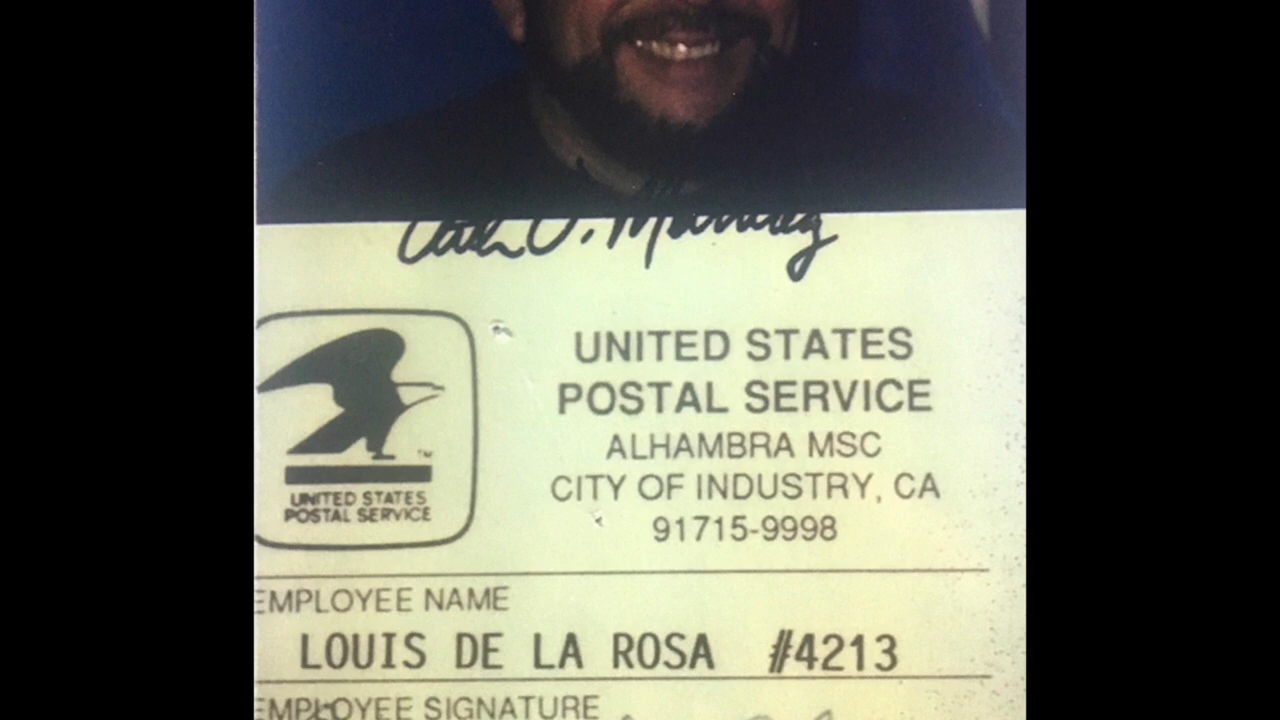 TM
UNITED STATES
POSTAL SERVICE
UNITED STATES
POSTAL SERVICE
ALHAMBRA MSC
CITY OF INDUSTRY, CA
91715-9998
EMPLOYEE NAME
LOUIS DE LA ROSA #4213
EMPLOYEE SIGNATURE